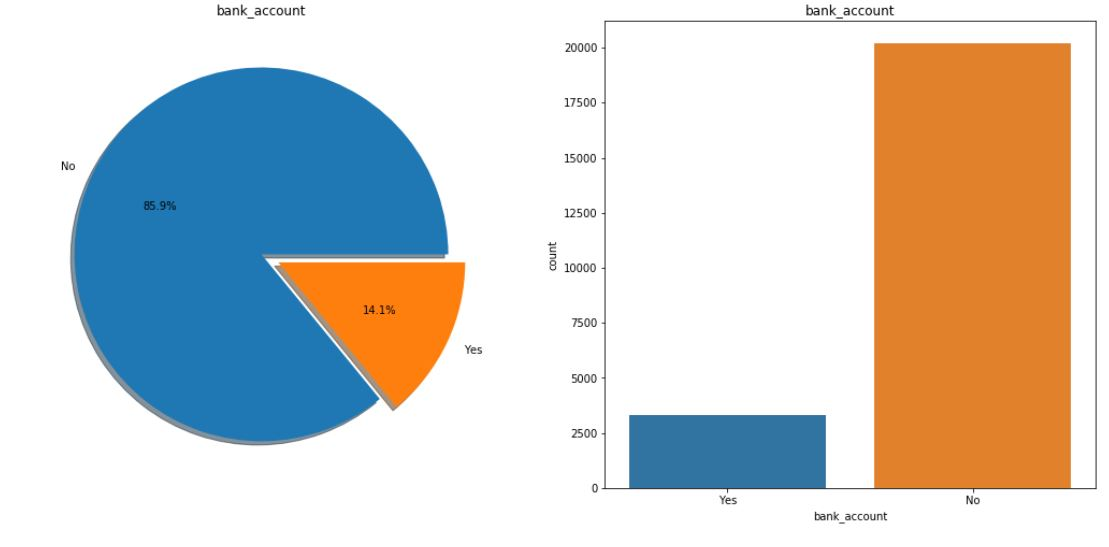 bank_account
No
85.9%
14.1%
Yes
bank_account
20000
17500
15000
12500
10000
7500
5000
2500
0
count
Yes
No
bank_account